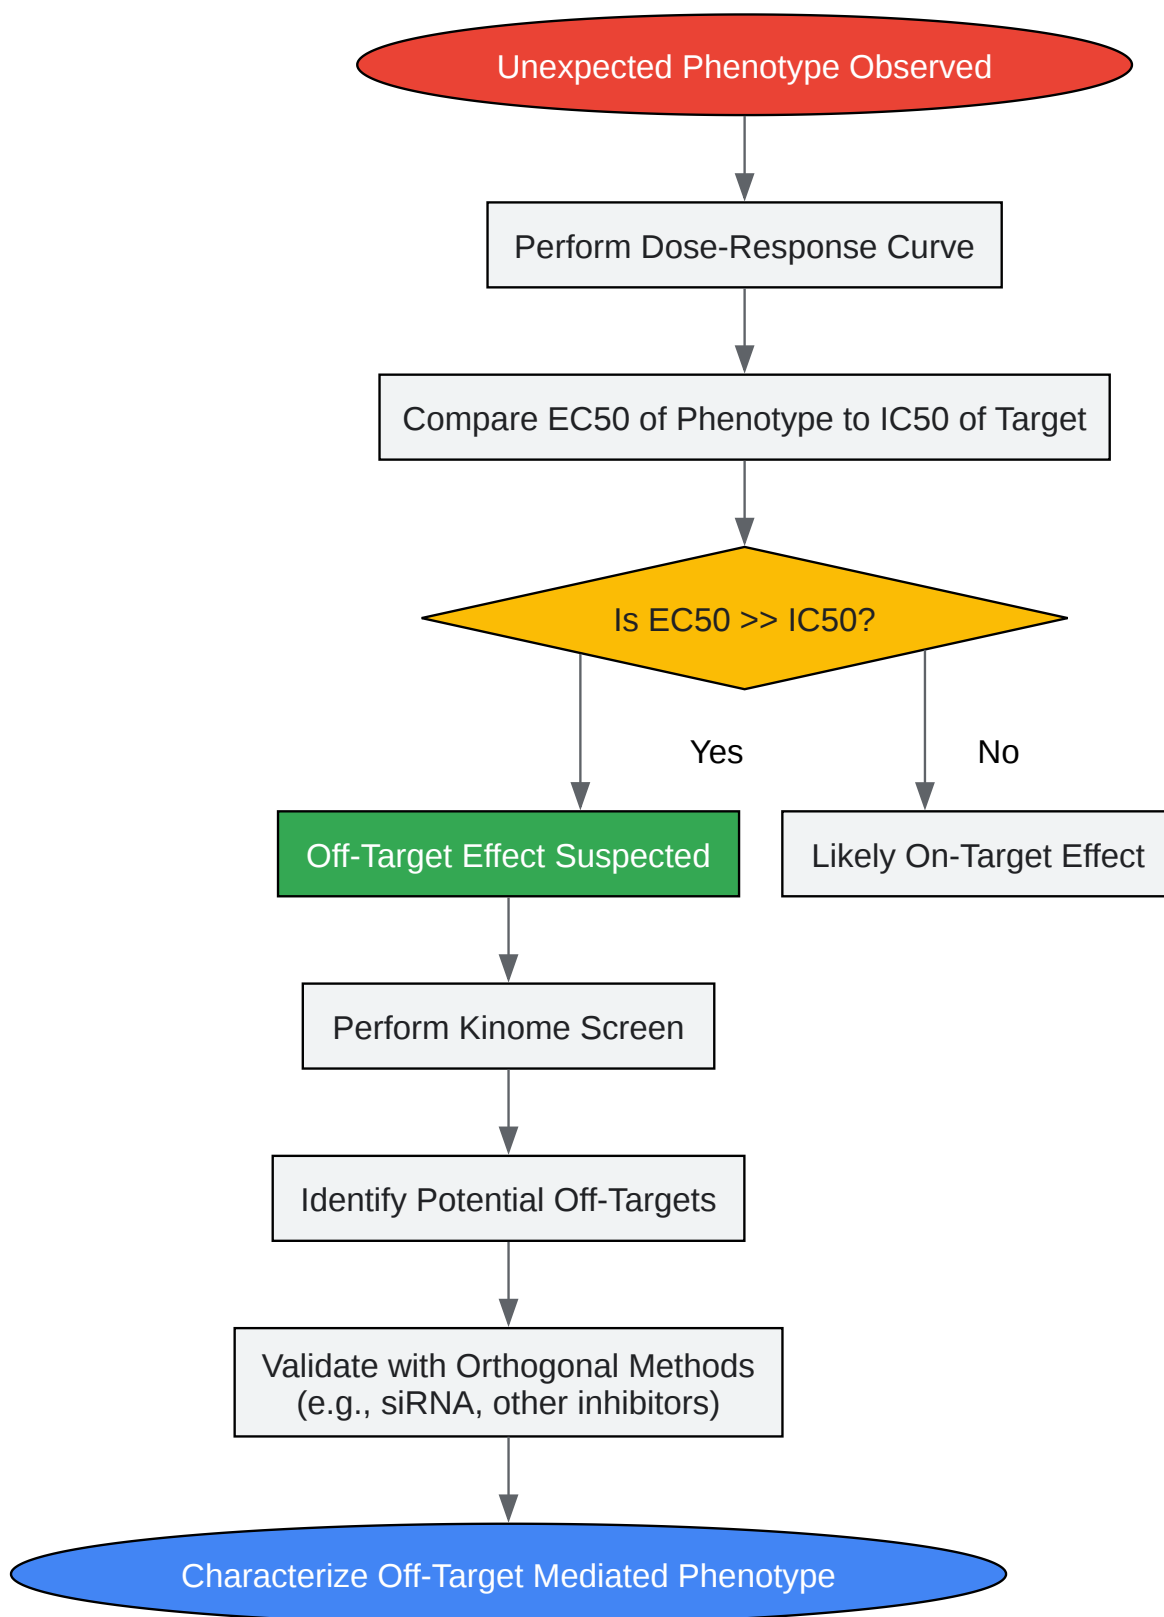 Unexpected Phenotype Observed
Perform Dose-Response Curve
Compare EC50 of Phenotype to IC50 of Target
Is EC50 >> IC50?
Yes
No
Off-Target Effect Suspected
Likely On-Target Effect
Perform Kinome Screen
Identify Potential Off-Targets
Validate with Orthogonal Methods
(e.g., siRNA, other inhibitors)
Characterize Off-Target Mediated Phenotype